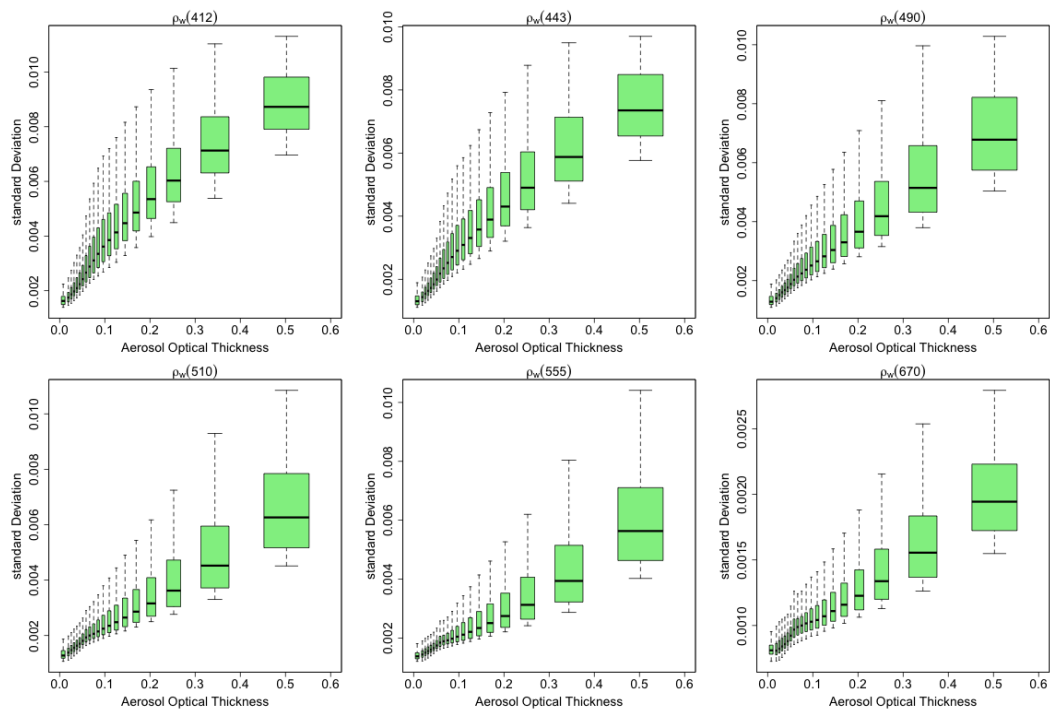 ρw(412)
standard Deviation
0.002 0.004 0.006 0.008 0.010
0.0 0.1 0.2 0.3 0.4 0.5 0.6
Aerosol Optical Thickness
ρw(443)
standard Deviation
0.002 0.004 0.006 0.008 0.010
0.0 0.1 0.2 0.3 0.4 0.5 0.6
Aerosol Optical Thickness
ρw(490)
standard Deviation
0.002 0.004 0.006 0.008 0.010
0.0 0.1 0.2 0.3 0.4 0.5 0.6
Aerosol Optical Thickness
ρw(510)
standard Deviation
0.002 0.004 0.006 0.008 0.010
0.0 0.1 0.2 0.3 0.4 0.5 0.6
Aerosol Optical Thickness
ρw(555)
standard Deviation
0.002 0.004 0.006 0.008 0.010
0.0 0.1 0.2 0.3 0.4 0.5 0.6
Aerosol Optical Thickness
ρw(670)
standard Deviation
0.0010 0.0015 0.0020 0.0025
0.0 0.1 0.2 0.3 0.4 0.5 0.6
Aerosol Optical Thickness